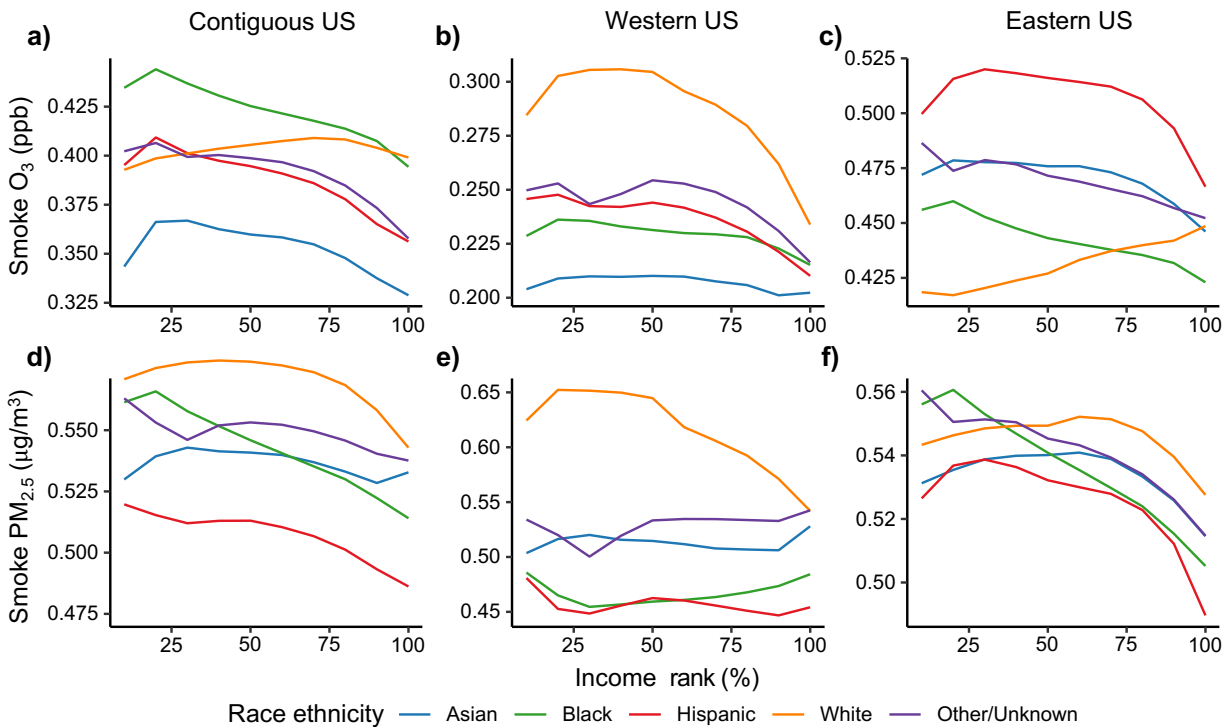 Contiguous US
Western US
Eastern US
a)
b)
c)
Smoke O3 (ppb)
0.425
0.400
0.375
0.350
0.325
25 50 75 100
0.300
0.275
0.250
0.225
0.200
25 50 75 100
0.525
0.500
0.475
0.450
0.425
25 50 75 100
d)
e)
f)
Smoke PM2.5 (µg/m³)
0.550
0.525
0.500
0.475
25 50 75 100
0.65
0.60
0.55
0.50
0.45
25 50 75 100
0.56
0.54
0.52
0.50
25 50 75 100
Income rank (%)
Race ethnicity Asian Black Hispanic White Other/Unknown